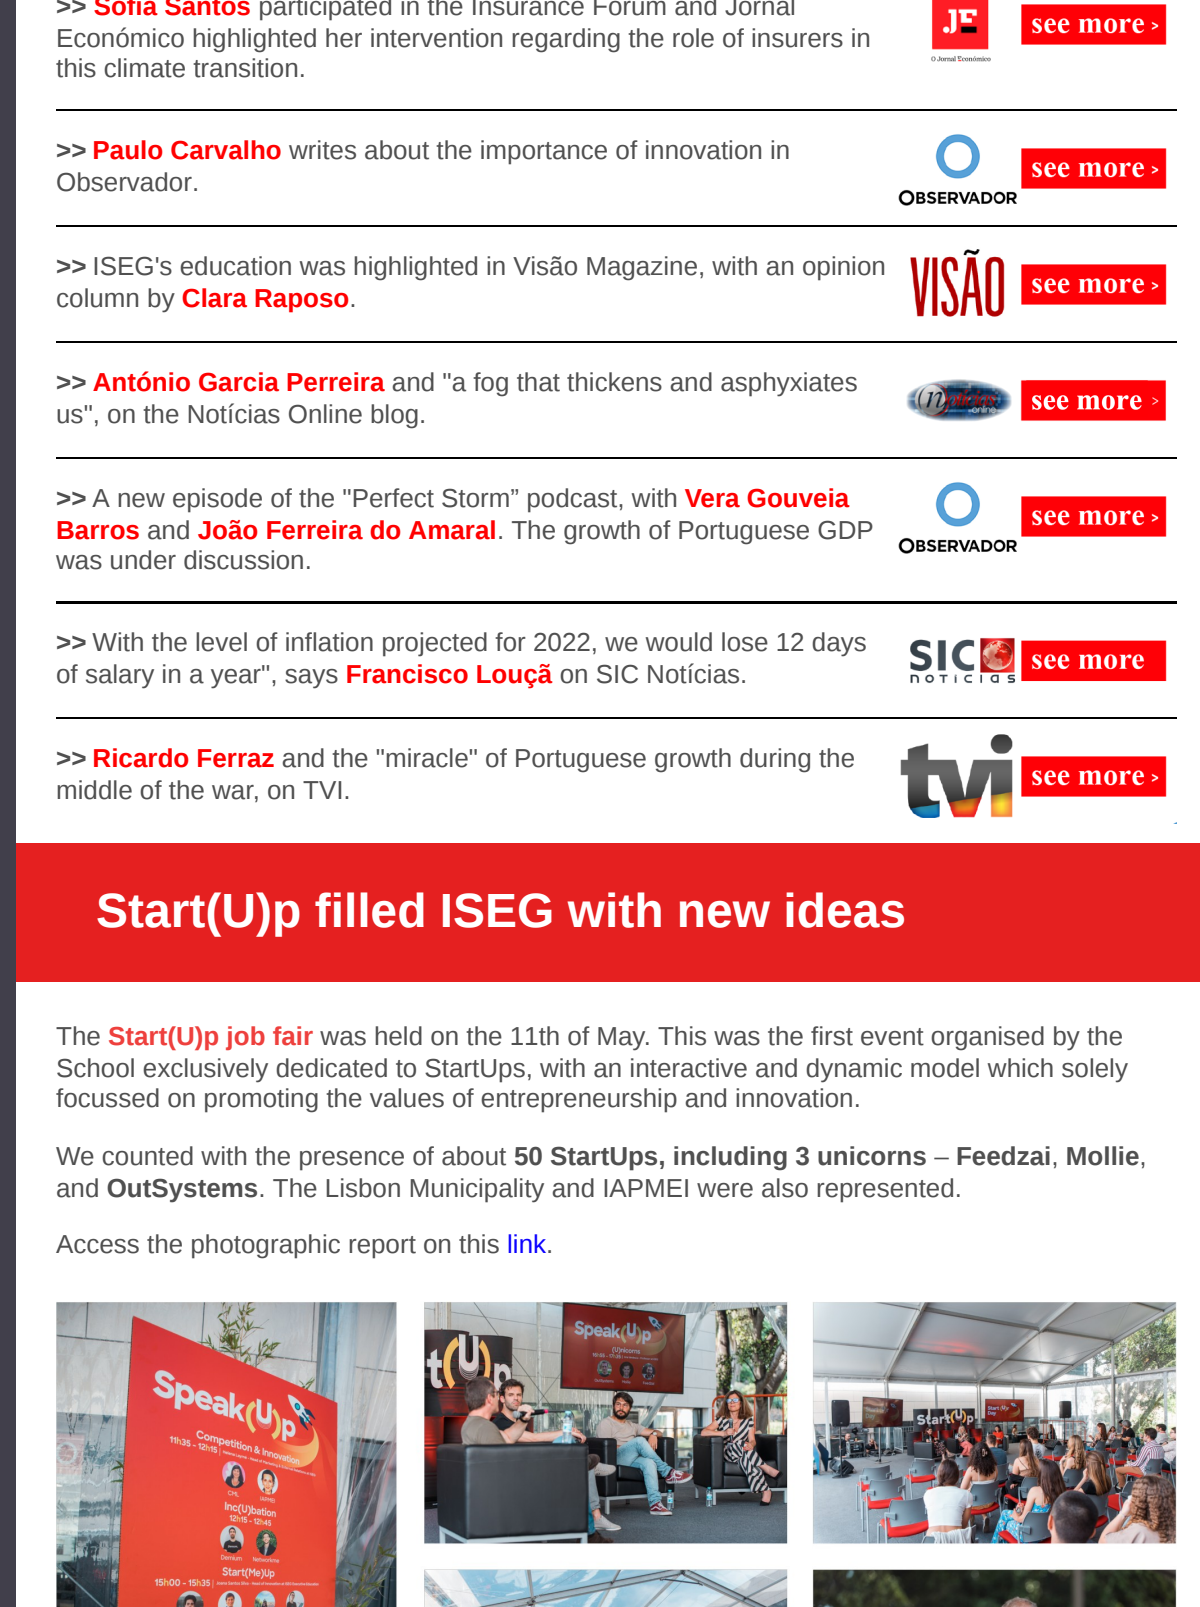 >> Sofia Santos participated in the Insurance Forum and Jornal
Económico highlighted her intervention regarding the role of insurers in
this climate transition.
JE
O Jornal Económico
see more >
>> Paulo Carvalho writes about the importance of innovation in
Observador.
OBSERVADOR
see more >
>> ISEG's education was highlighted in Visão Magazine, with an opinion
column by Clara Raposo.
VISÃO
see more >
>> António Garcia Perreira and "a fog that thickens and asphyxiates
us", on the Notícias Online blog.
Notícias
online
see more >
>> A new episode of the "Perfect Storm” podcast, with Vera Gouveia
Barros and João Ferreira do Amaral. The growth of Portuguese GDP
was under discussion.
OBSERVADOR
see more >
>> With the level of inflation projected for 2022, we would lose 12 days
of salary in a year", says Francisco Louçã on SIC Notícias.
SIC
notícias
see more
>> Ricardo Ferraz and the "miracle" of Portuguese growth during the
middle of the war, on TVI.
tvi
see more >
Start(U)p filled ISEG with new ideas
The Start(U)p job fair was held on the 11th of May. This was the first event organised by the
School exclusively dedicated to StartUps, with an interactive and dynamic model which solely
focussed on promoting the values of entrepreneurship and innovation.
We counted with the presence of about 50 StartUps, including 3 unicorns – Feedzai, Mollie,
and OutSystems. The Lisbon Municipality and IAPMEI were also represented.
Access the photographic report on this link.
Speak(U)p
Competition & Innovation
11h35 - 12h15
CML
IAPMEI
Inc(U)bation
12h15 - 12h45
Demium
Networkme
Start(Me)Up
15h00 - 15h35
t(U)p
Speak(U)p
(U)nicorns
Start(U)p
Start (U)p
Day